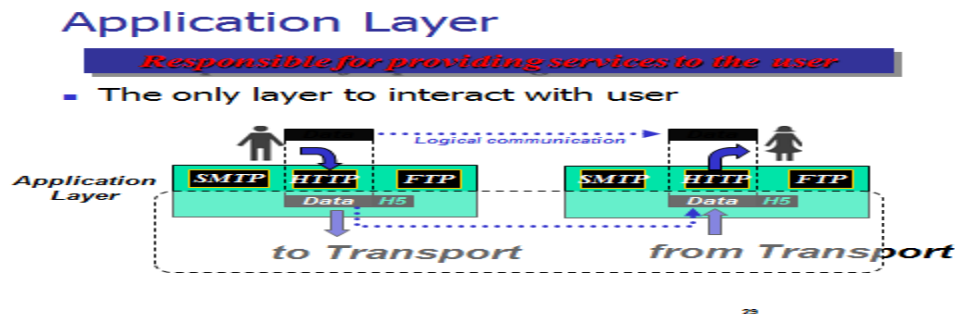 Application Layer
Responsible for providing services to the user
The only layer to interact with user
Logical communication
Application
Layer
SMTP HTTP FTP SMTP HTTP FTP
Data H5 Data H5
to Transport from Transport
29